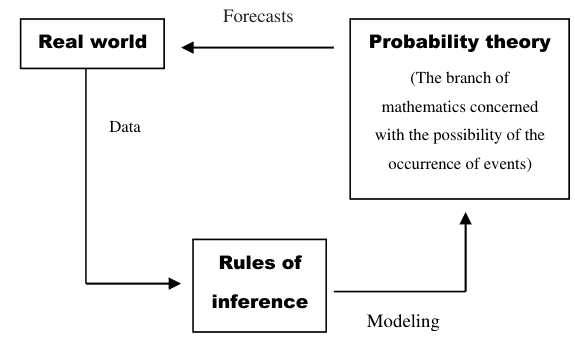 Forecasts
Real world
Probability theory
(The branch of
mathematics concerned
with the possibility of the
occurrence of events)
Data
Rules of
inference
Modeling